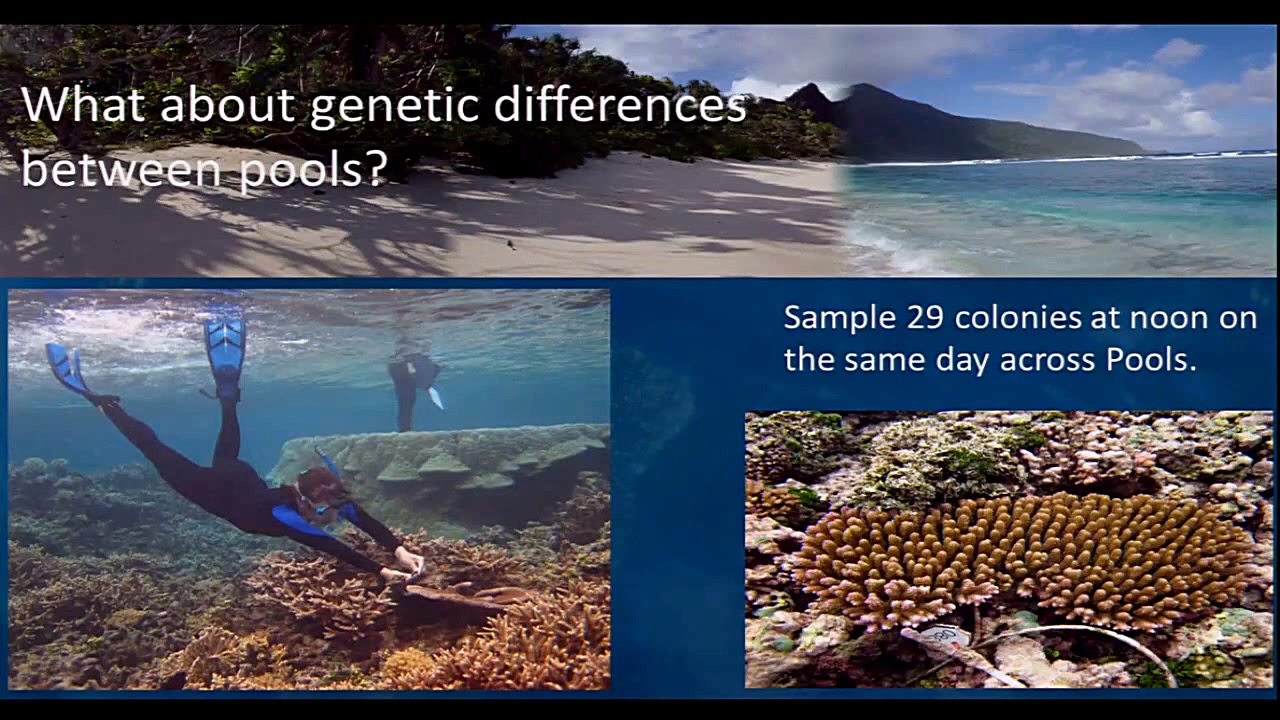 What about genetic differences
between pools?
Sample 29 colonies at noon on
the same day across Pools.